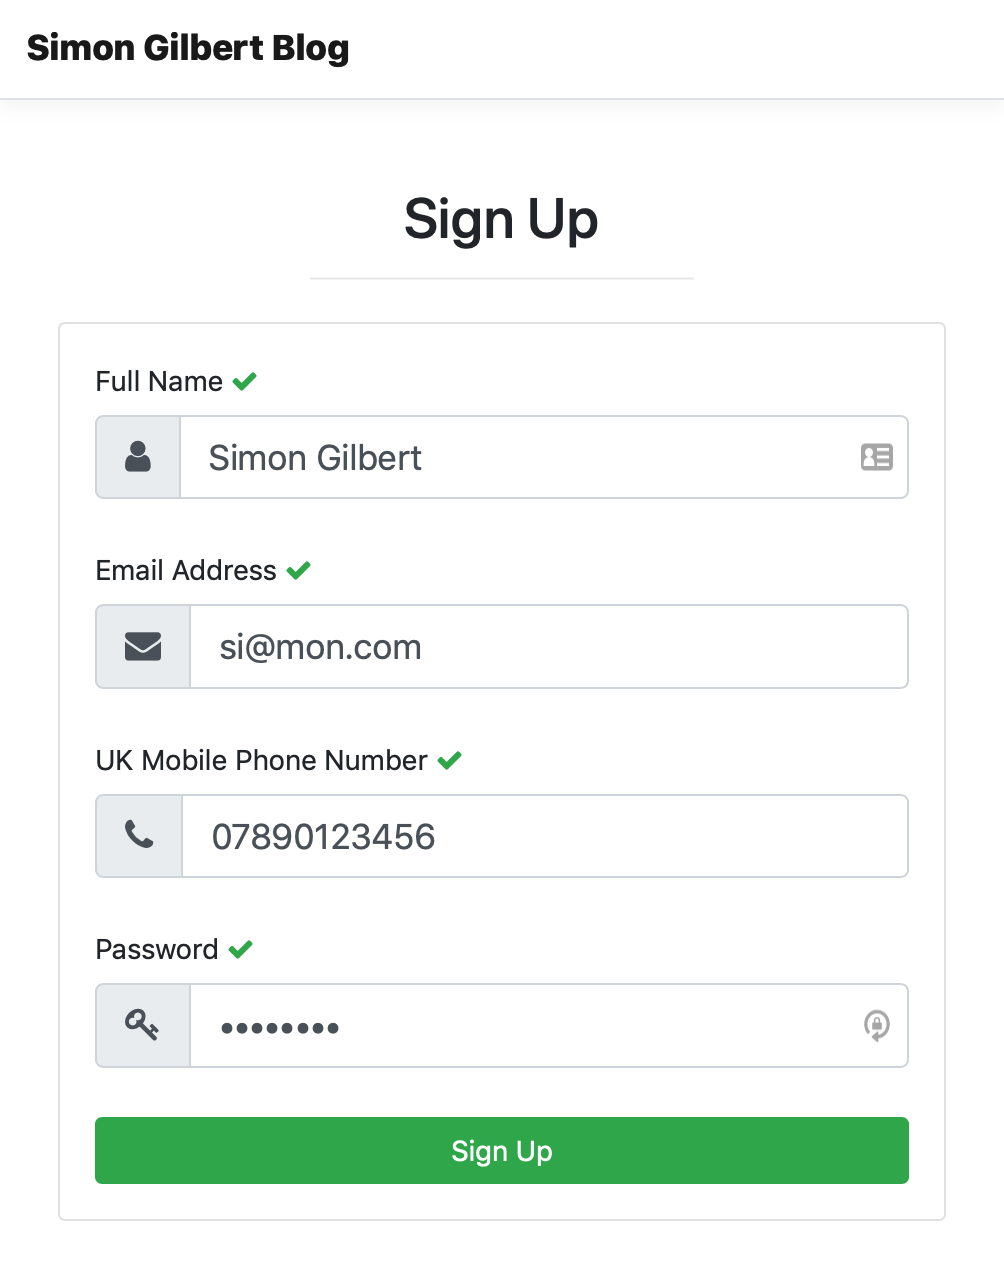 Simon Gilbert Blog
Sign Up
Full Name
Simon Gilbert
Email Address
si@mon.com
UK Mobile Phone Number
07890123456
Password
••••••••
Sign Up